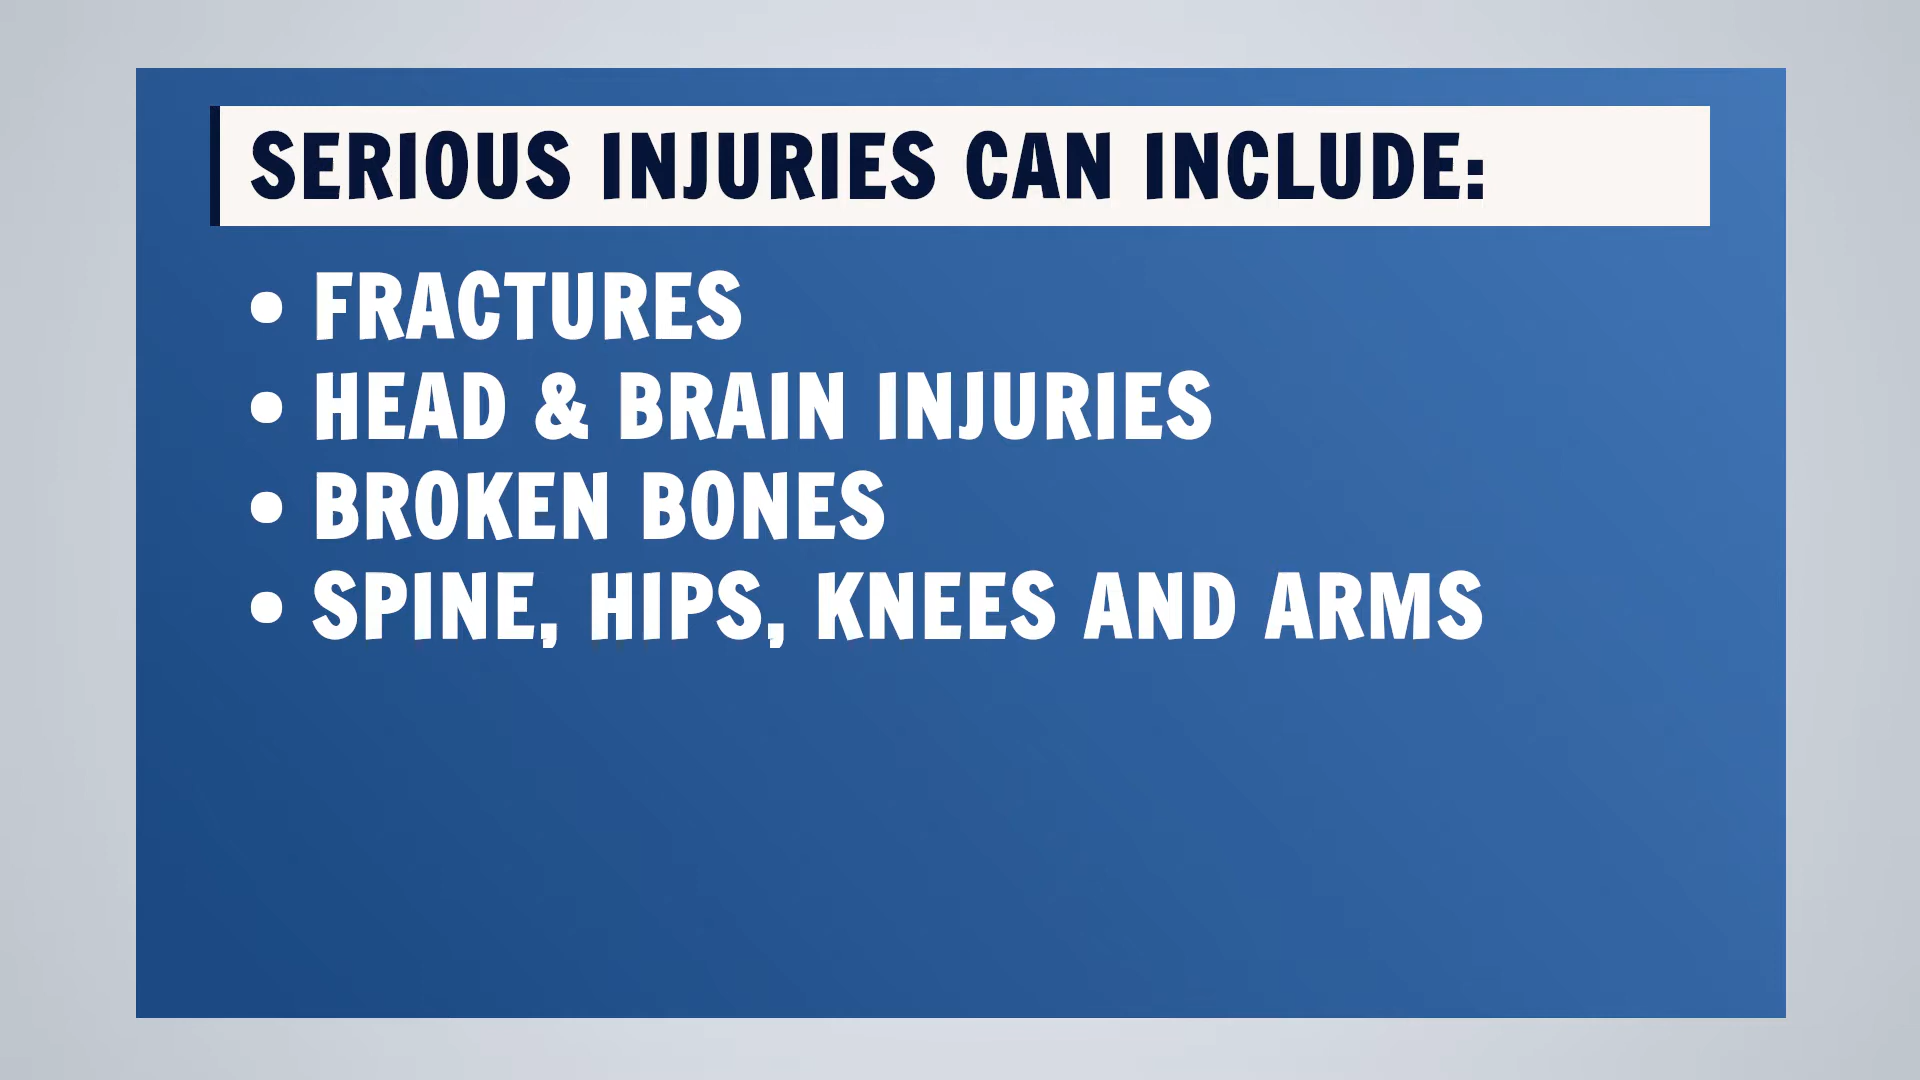 SERIOUS INJURIES CAN INCLUDE:
• FRACTURES
• HEAD & BRAIN INJURIES
• BROKEN BONES
• SPINE, HIPS, KNEES AND ARMS